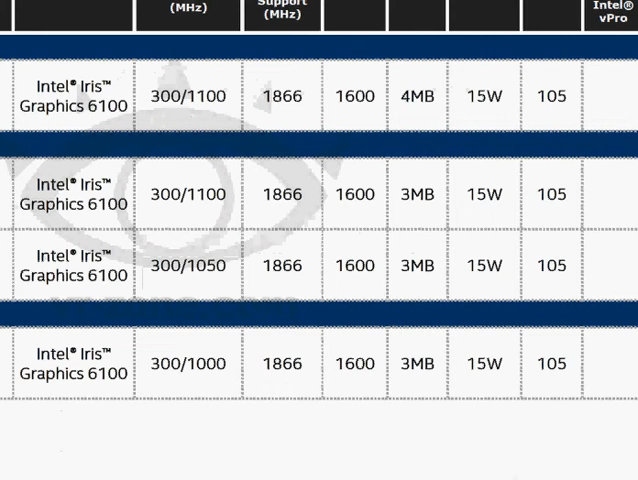 (MHz)
Support
(MHz)
Intel®
vPro
Intel® Iris™
Graphics 6100
300/1100
1866
1600
4MB
15W
105
Intel® Iris™
Graphics 6100
300/1100
1866
1600
3MB
15W
105
Intel® Iris™
Graphics 6100
300/1050
1866
1600
3MB
15W
105
Intel® Iris™
Graphics 6100
300/1000
1866
1600
3MB
15W
105